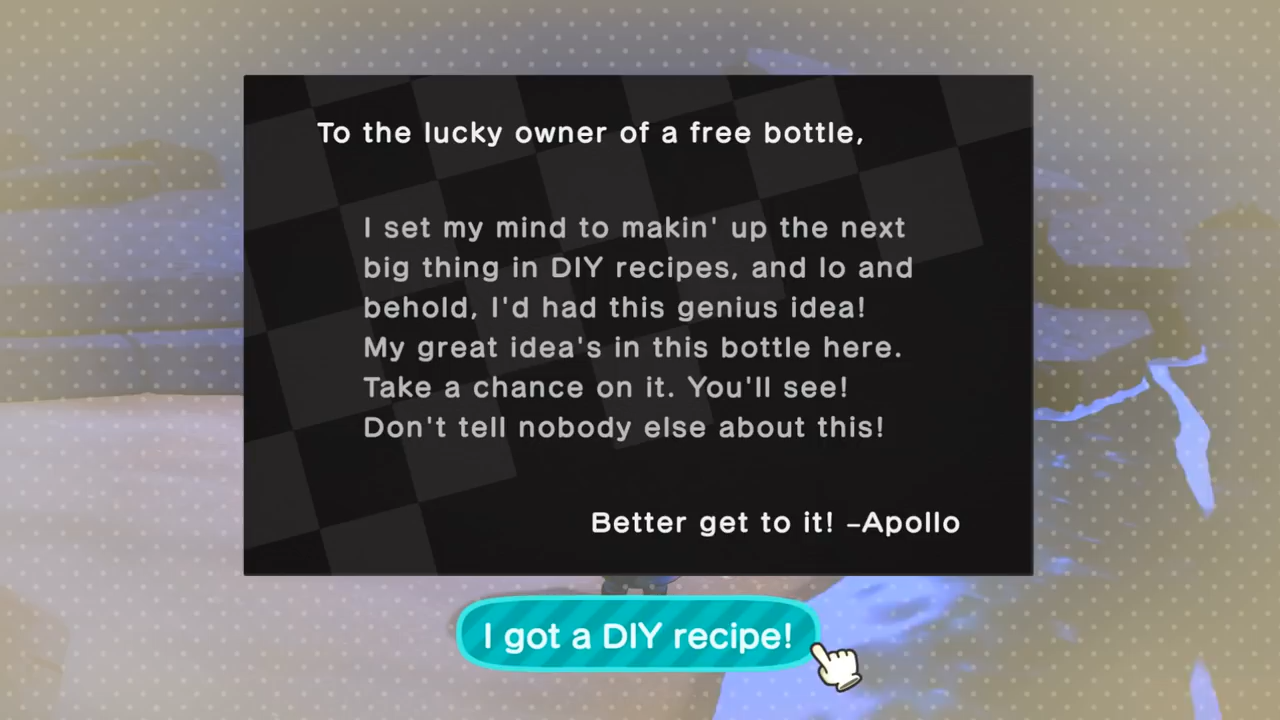 To the lucky owner of a free bottle,
I set my mind to makin' up the next
big thing in DIY recipes, and lo and
behold, I'd had this genius idea!
My great idea's in this bottle here.
Take a chance on it. You'll see!
Don't tell nobody else about this!
Better get to it! –Apollo
I got a DIY recipe!